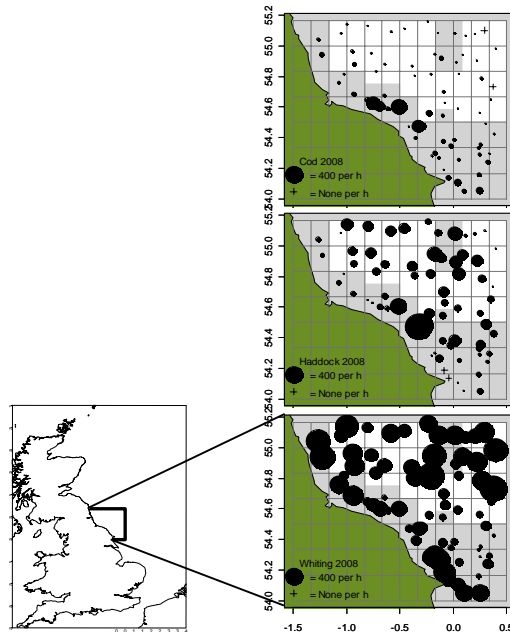 55.2
55.0
54.8
54.6
54.4
54.2
54.0
Cod 2008
= 400 per h
+ = None per h
55.2
55.0
54.8
54.6
54.4
54.2
54.0
Haddock 2008
= 400 per h
+ = None per h
55.2
55.0
54.8
54.6
54.4
54.2
54.0
Whiting 2008
= 400 per h
+ = None per h
-1.5 -1.0 -0.5 0.0 0.5